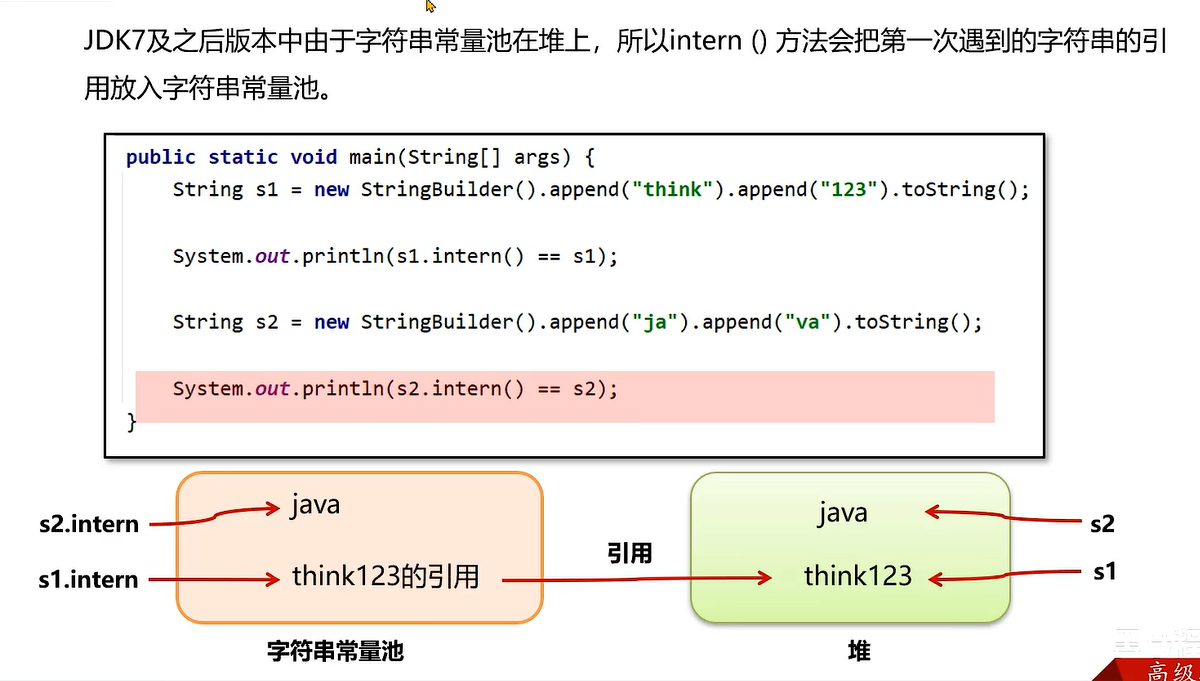 JDK7及之后版本中由于字符串常量池在堆上，所以intern () 方法会把第一次遇到的字符串的引
用放入字符串常量池。
public static void main(String[] args) {
String s1 = new StringBuilder().append("think").append("123").toString();
System.out.println(s1.intern() == s1);
String s2 = new StringBuilder().append("ja").append("va").toString();
System.out.println(s2.intern() == s2);
}
java
java
s2.intern
s2
引用
s1.intern
think123的引用
think123
s1
字符串常量池
堆
高级